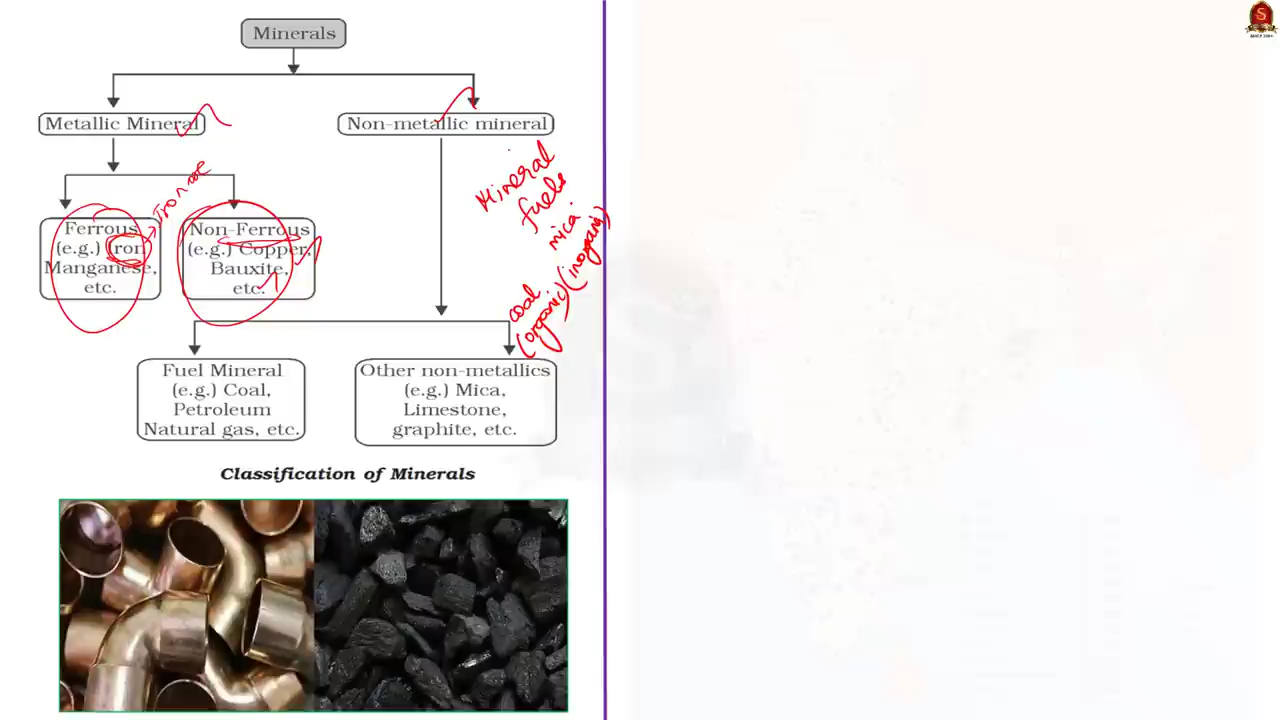 Minerals
Metallic Mineral
Non-metallic mineral
Iron ore
Mineral
fuels
mica
(inorganic)
Ferrous
(e.g.) Iron
Manganese,
etc.
Non-Ferrous
(e.g.) Copper,
Bauxite,
etc.
coal
(organic)
Fuel Mineral
(e.g.) Coal,
Petroleum
Natural gas, etc.
Other non-metallics
(e.g.) Mica,
Limestone,
graphite, etc.
Classification of Minerals
S